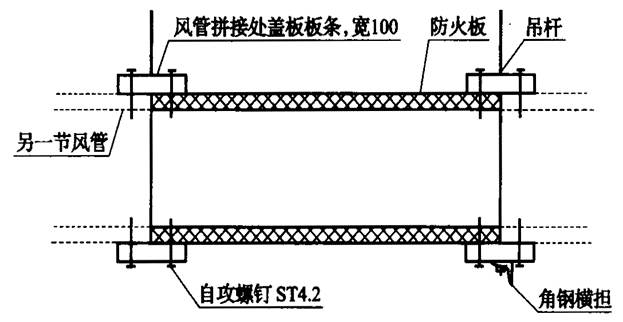 风管拼接处盖板板条，宽100
防火板
吊杆
另一节风管
自攻螺钉 ST4.2
角钢横担